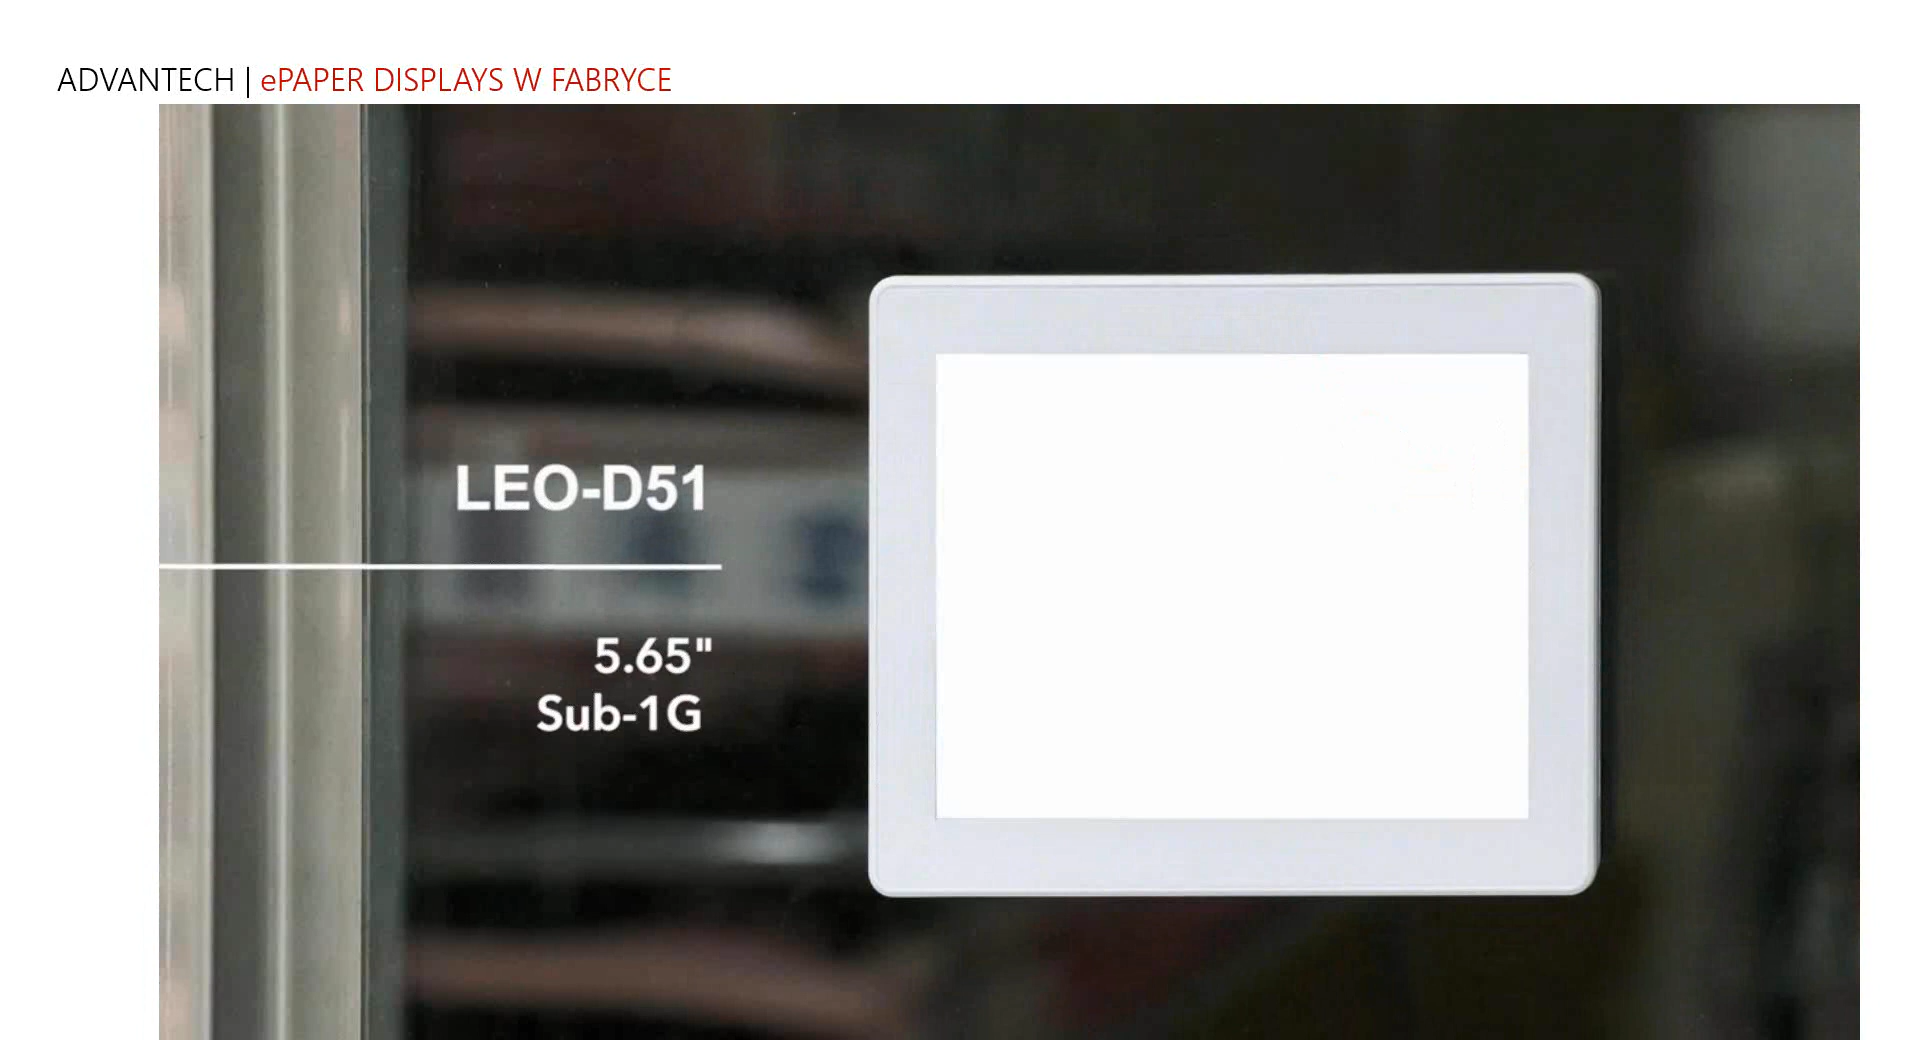 ADVANTECH | ePAPER DISPLAYS W FABRYCE
LEO-D51
5.65"
Sub-1G